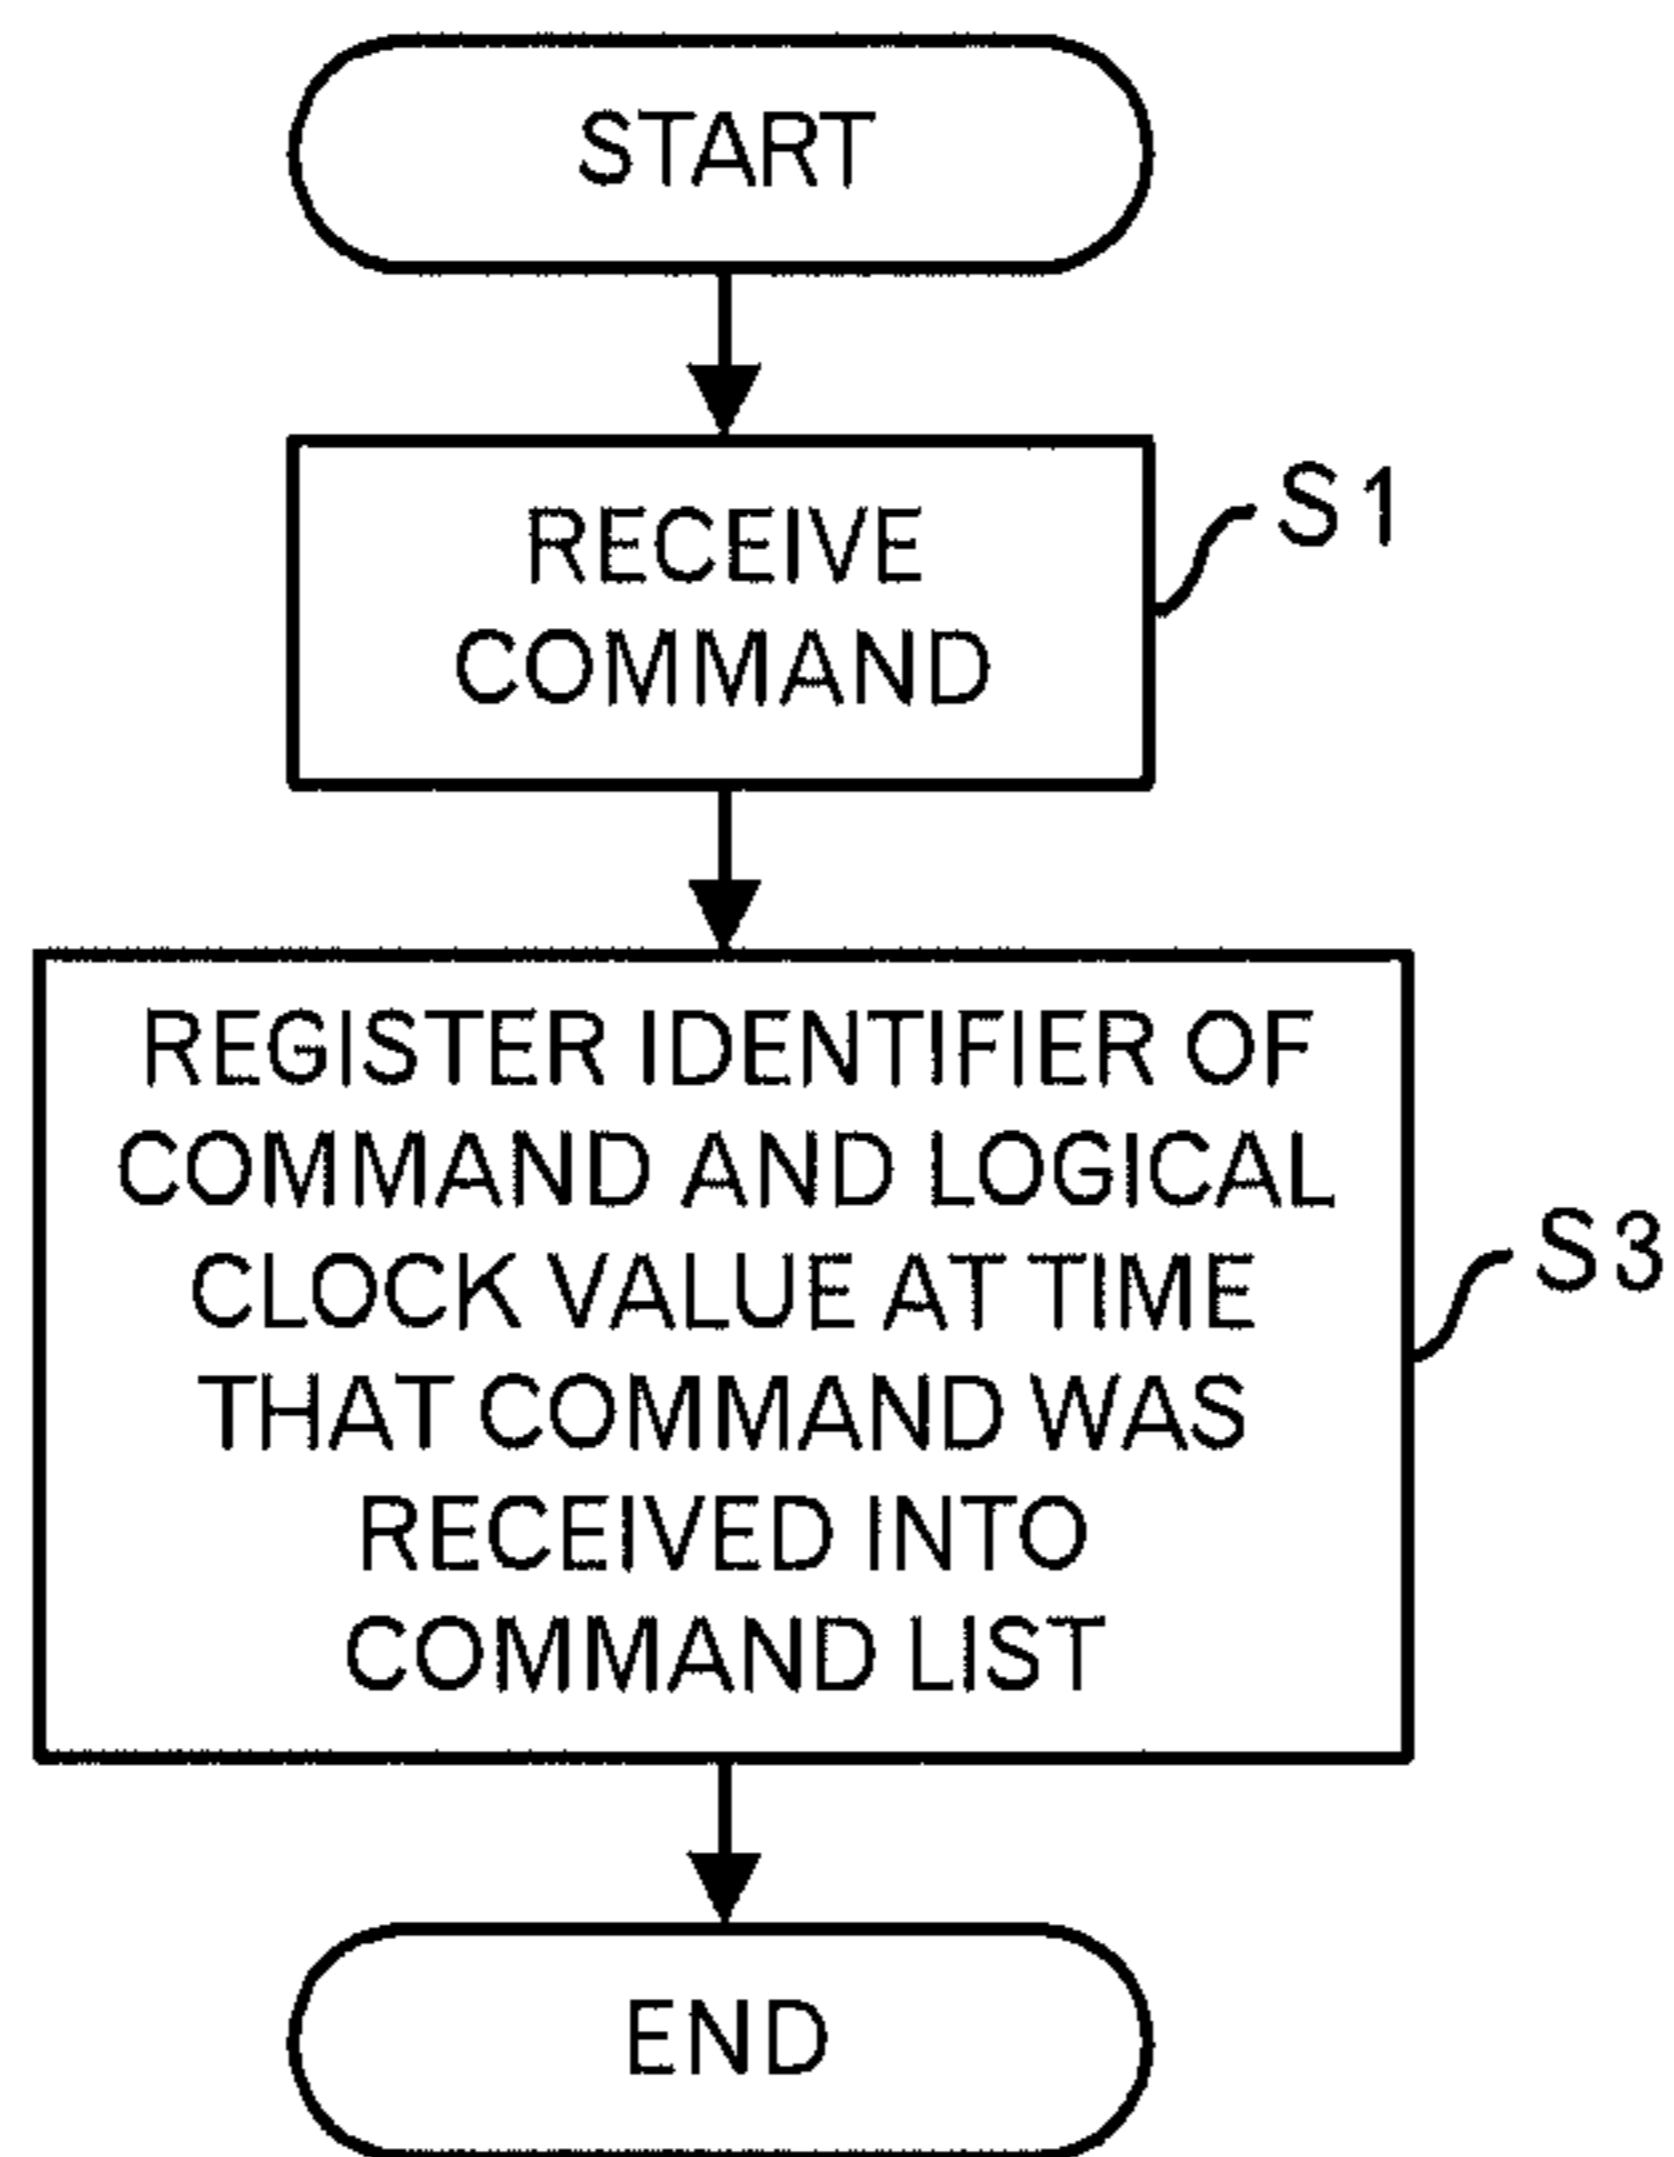 START
RECEIVE
COMMAND
S1
REGISTER IDENTIFIER OF
COMMAND AND LOGICAL
CLOCK VALUE AT TIME
THAT COMMAND WAS
RECEIVED INTO
COMMAND LIST
S3
END